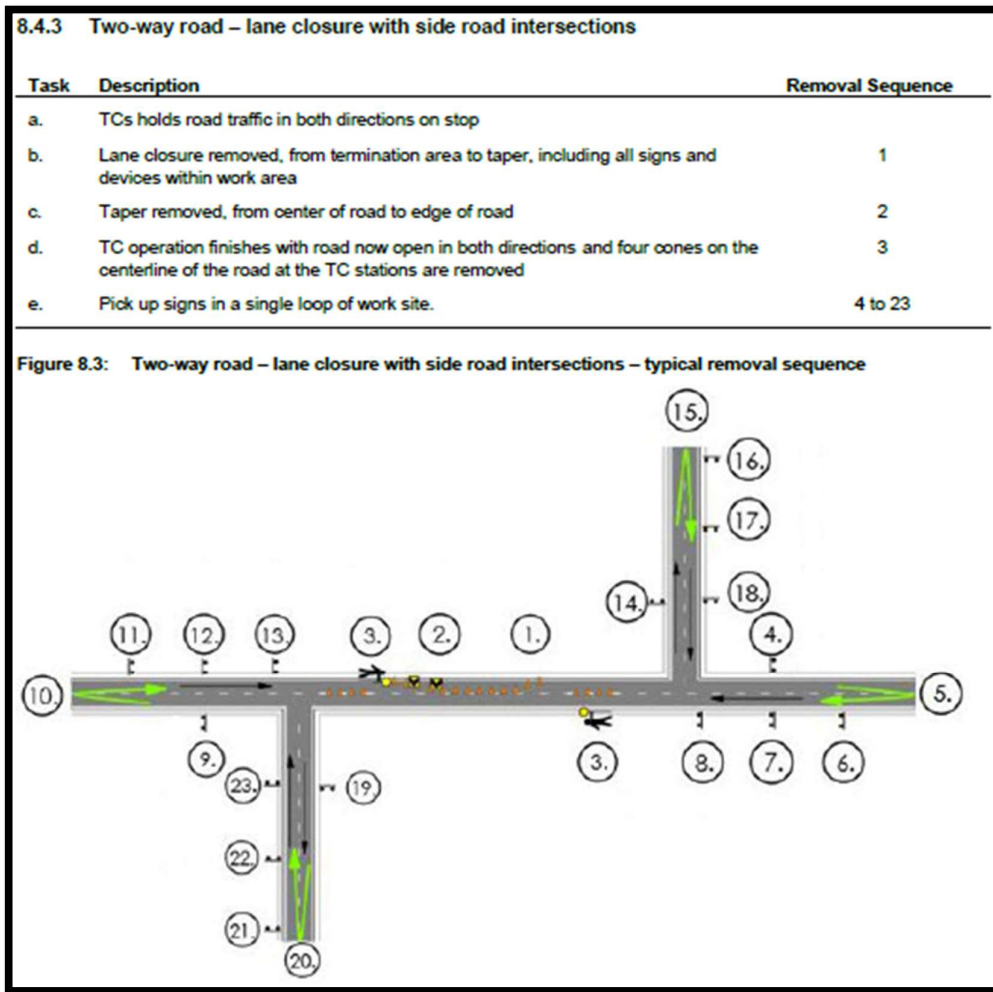 8.4.3 Two-way road – lane closure with side road intersections
Task Description Removal Sequence
a. TCs holds road traffic in both directions on stop
b. Lane closure removed, from termination area to taper, including all signs and 1
devices within work area
c. Taper removed, from center of road to edge of road 2
d. TC operation finishes with road now open in both directions and four cones on the 3
centerline of the road at the TC stations are removed
e. Pick up signs in a single loop of work site. 4 to 23
Figure 8.3: Two-way road – lane closure with side road intersections – typical removal sequence
15.
16.
17.
14. 18.
11. 12. 13. 3. 2. 1. 4.
10. 5.
9. 3. 8. 7. 6.
23. 19.
22.
21.
20.